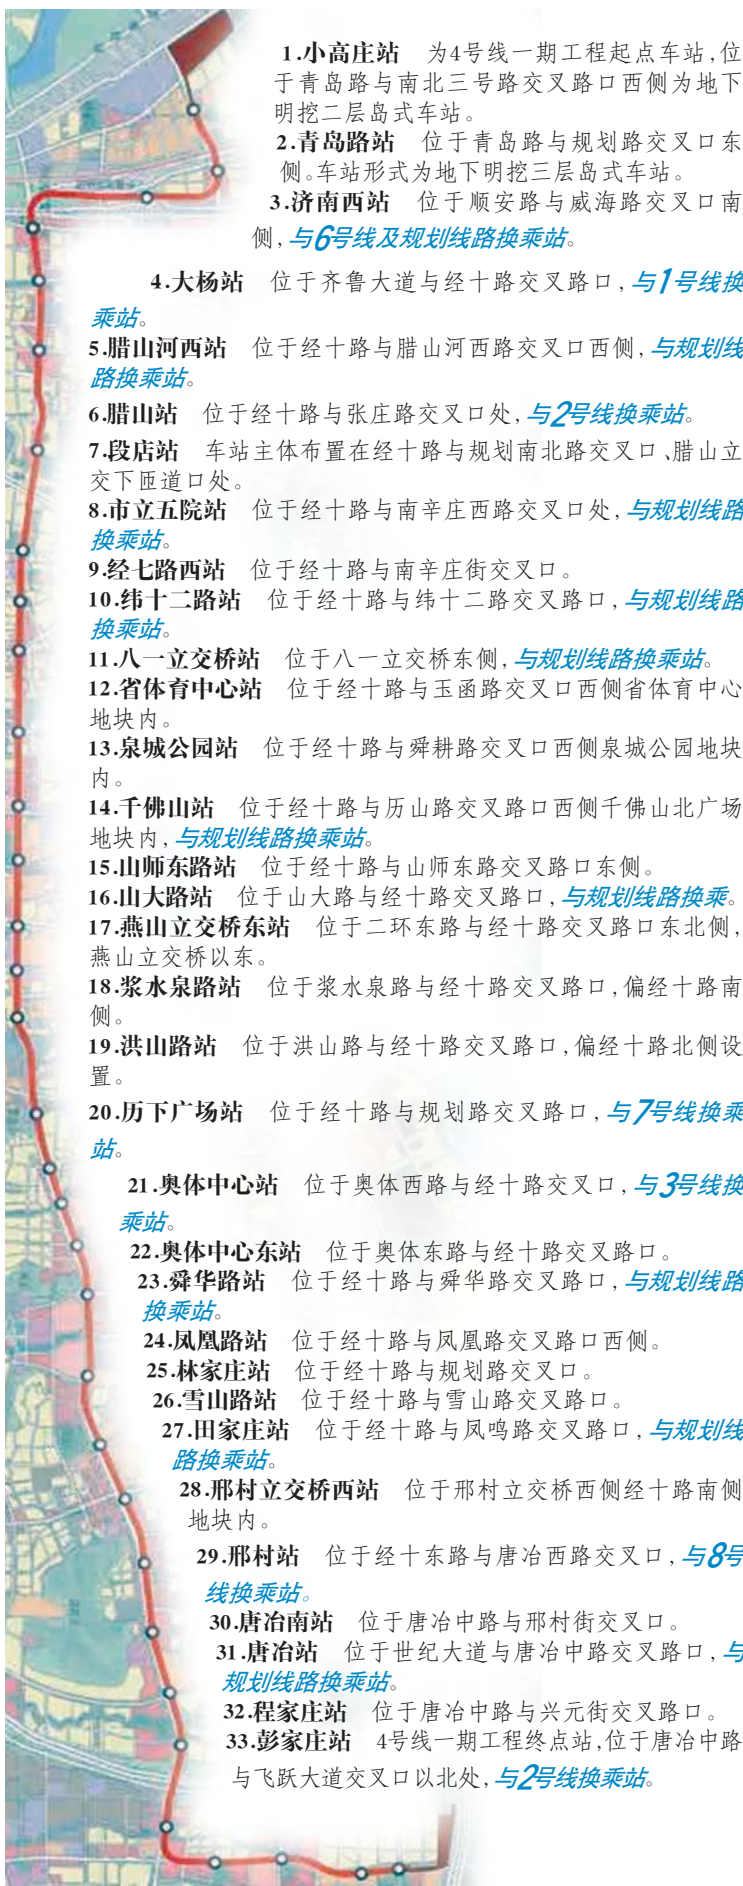 1.小高庄站 为4号线一期工程起点车站,位
于青岛路与南北三号路交叉路口西侧为地下
明挖二层岛式车站。
2.青岛路站 位于青岛路与规划路交叉口东
侧。车站形式为地下明挖三层岛式车站。
3.济南西站 位于顺安路与威海路交叉口南
侧,与6号线及规划线路换乘站。
4.大杨站 位于齐鲁大道与经十路交叉路口,与1号线换
乘站。
5.腊山河西站 位于经十路与腊山河西路交叉口西侧,与规划线
路换乘站。
6.腊山站 位于经十路与张庄路交叉口处,与2号线换乘站。
7.段店站 车站主体布置在经十路与规划南北路交叉口、腊山立
交下匝道口处。
8.市立五院站 位于经十路与南辛庄西路交叉口处,与规划线路
换乘站。
9.经七路西站 位于经十路与南辛庄街交叉口。
10.纬十二路站 位于经十路与纬十二路交叉路口,与规划线路
换乘站。
11.八一立交桥站 位于八一立交桥东侧,与规划线路换乘站。
12.省体育中心站 位于经十路与玉函路交叉口西侧省体育中心
地块内。
13.泉城公园站 位于经十路与舜耕路交叉口西侧泉城公园地块
内。
14.千佛山站 位于经十路与历山路交叉路口西侧千佛山北广场
地块内,与规划线路换乘站。
15.山师东路站 位于经十路与山师东路交叉路口东侧。
16.山大路站 位于山大路与经十路交叉路口,与规划线路换乘。
17.燕山立交桥东站 位于二环东路与经十路交叉路口东北侧,
燕山立交桥以东。
18.浆水泉路站 位于浆水泉路与经十路交叉路口,偏经十路南
侧。
19.洪山路站 位于洪山路与经十路交叉路口,偏经十路北侧设
置。
20.历下广场站 位于经十路与规划路交叉路口,与7号线换乘
站。
21.奥体中心站 位于奥体西路与经十路交叉口,与3号线换
乘站。
22.奥体中心东站 位于奥体东路与经十路交叉路口。
23.舜华路站 位于经十路与舜华路交叉路口,与规划线路
换乘站。
24.凤凰路站 位于经十路与凤凰路交叉路口西侧。
25.林家庄站 位于经十路与规划路交叉口。
26.雪山路站 位于经十路与雪山路交叉路口。
27.田家庄站 位于经十路与凤鸣路交叉路口,与规划线
路换乘站。
28.邢村立交桥西站 位于邢村立交桥西侧经十路南侧
地块内。
29.邢村站 位于经十东路与唐冶西路交叉口,与8号
线换乘站。
30.唐冶南站 位于唐冶中路与邢村街交叉口。
31.唐冶站 位于世纪大道与唐冶中路交叉路口,与
规划线路换乘站。
32.程家庄站 位于唐冶中路与兴元街交叉路口。
33.彭家庄站 4号线一期工程终点站,位于唐冶中路
与飞跃大道交叉口以北处,与2号线换乘站。